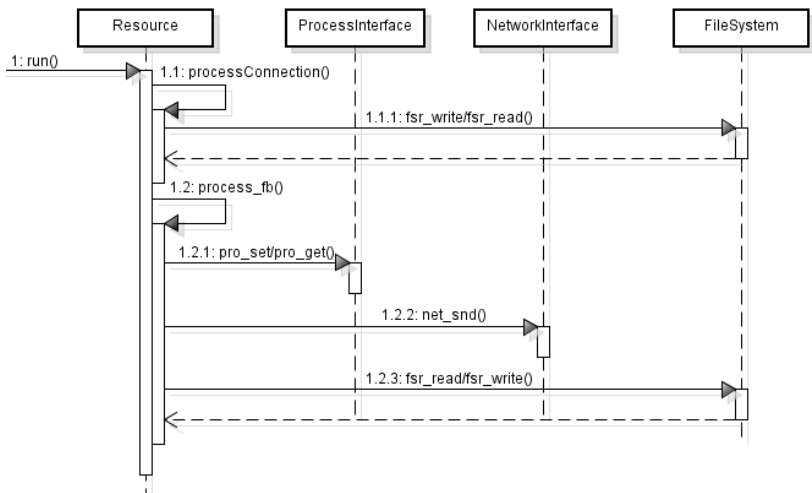 Resource
ProcessInterface
NetworkInterface
FileSystem
1: run()
1.1: processConnection()
1.1.1: fsr_write/fsr_read()
1.2: process_fb()
1.2.1: pro_set/pro_get()
1.2.2: net_snd()
1.2.3: fsr_read/fsr_write()